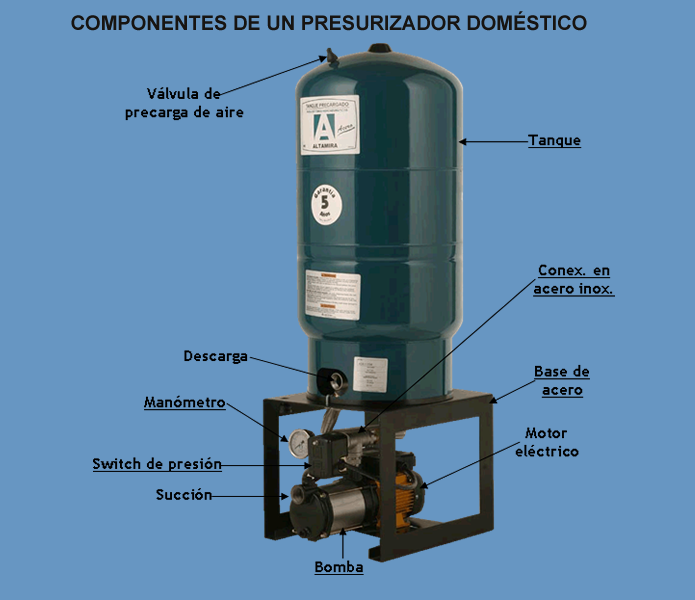 COMPONENTES DE UN PRESURIZADOR DOMÉSTICO
Válvula de
precarga de aire
TANQUE PRECARGADO
A
Acero
ALTAMIRA
Tanque
Garantía
5
Años
Conex. en
acero inox.
Descarga
Base de
acero
Manómetro
Motor
eléctrico
Switch de presión
Succión
Bomba